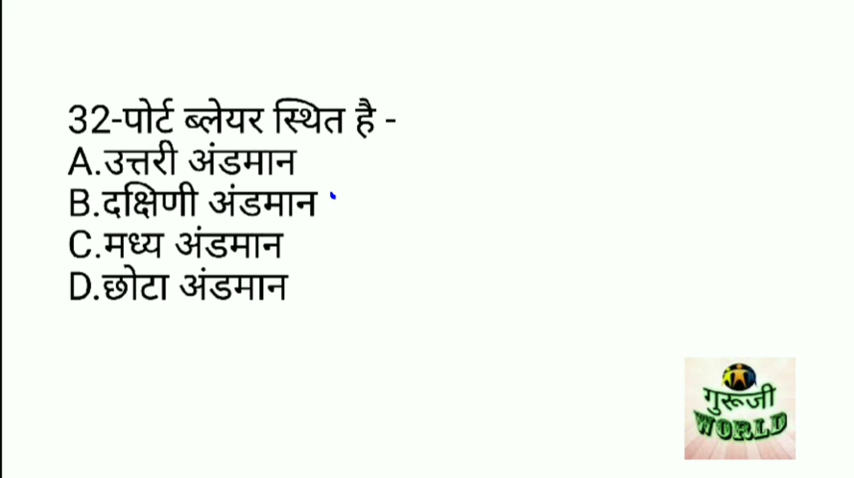 32-पोर्ट ब्लेयर स्थित है -
A.उत्तरी अंडमान
B.दक्षिणी अंडमान
C.मध्य अंडमान
D.छोटा अंडमान
गुरूजी
WORLD